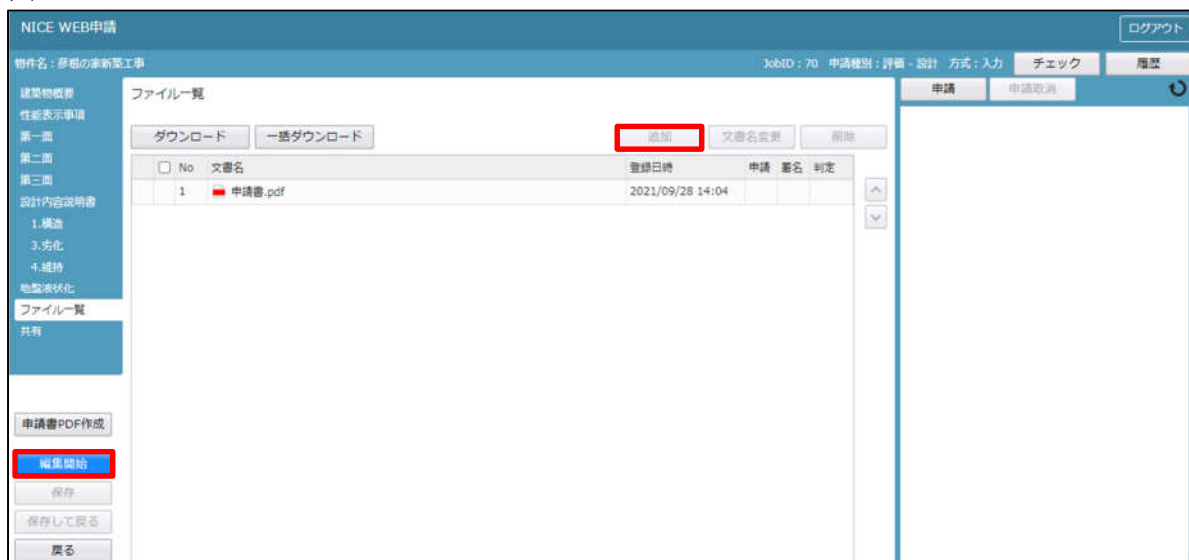 NICE WEB申請
ログアウト
物件名：彦根の家新築工事
JobID：70 申請種別：評価 - 設計 方式：入力
チェック
履歴
建築物概要
性能表示事項
第一面
第二面
第三面
設計内容説明書
1.構造
3.劣化
4.維持
地盤液状化
ファイル一覧
共有
ファイル一覧
申請
申請取消
ダウンロード
一括ダウンロード
追加
文書名変更
削除
No 文書名 登録日時 申請 署名 判定
1 申請書.pdf 2021/09/28 14:04
申請書PDF作成
編集開始
保存
保存して戻る
戻る